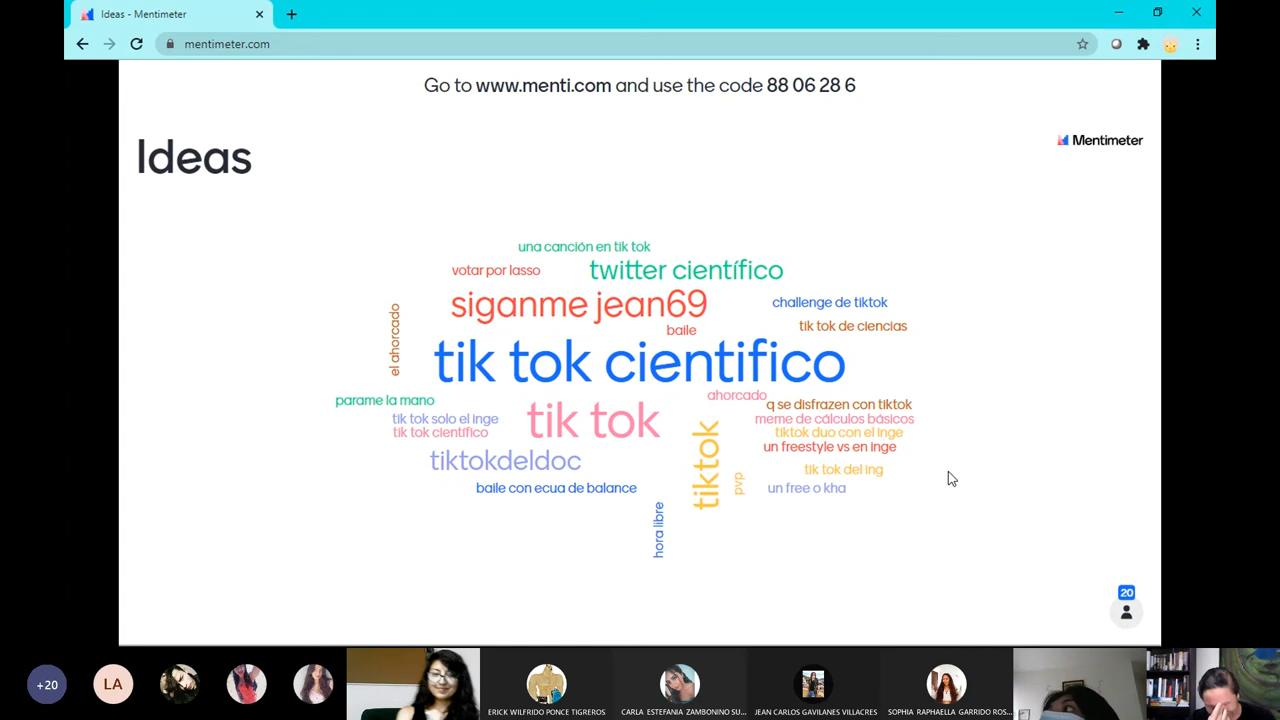 Ideas - Mentimeter
mentimeter.com
Go to www.menti.com and use the code 88 06 28 6
Ideas
Mentimeter
una canción en tik tok
votar por lasso
twitter científico
siganme jean69
challenge de tiktok
baile
tik tok de ciencias
el ahorcado
tik tok cientifico
parame la mano
ahorcado
q se disfrazen con tiktok
tik tok solo el inge
tik tok
meme de cálculos básicos
tik tok científico
tiktok duo con el inge
un freestyle vs en inge
tiktokdeldoc
tiktok
tik tok del ing
pvp
baile con ecua de balance
un free o kha
hora libre
20
+20
LA
ERICK WILFRIDO PONCE TIGREROS
CARLA ESTEFANIA ZAMBONINO SU...
JEAN CARLOS GAVILANES VILLACRES
SOPHIA RAPHAELLA GARRIDO ROS...